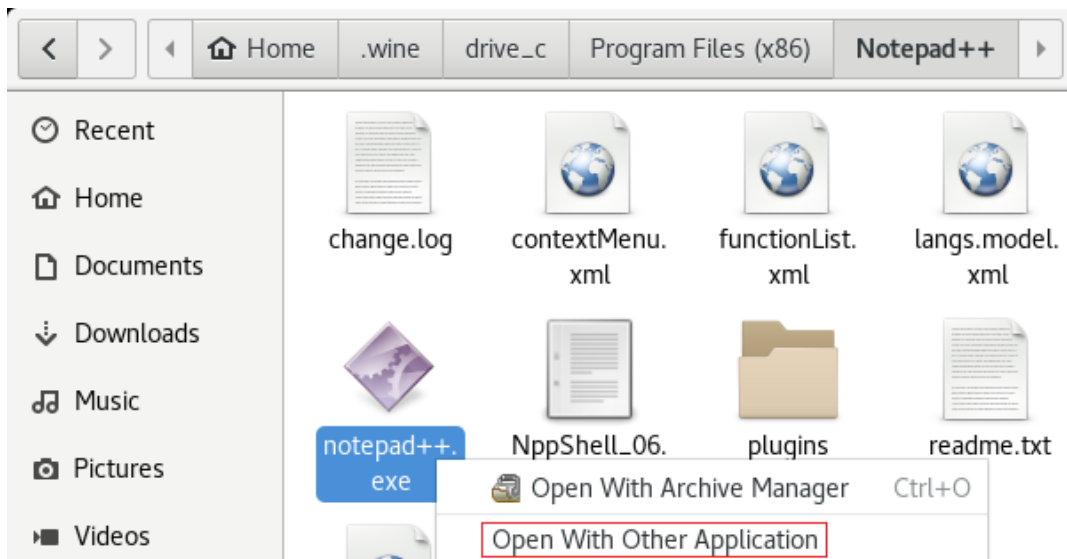 Home .wine drive_c Program Files (x86) Notepad++
Recent
Home
Documents
Downloads
Music
Pictures
Videos
change.log
contextMenu.
xml
functionList.
xml
langs.model.
xml
notepad++.
exe
NppShell_06.
plugins
readme.txt
Open With Archive Manager Ctrl+O
Open With Other Application